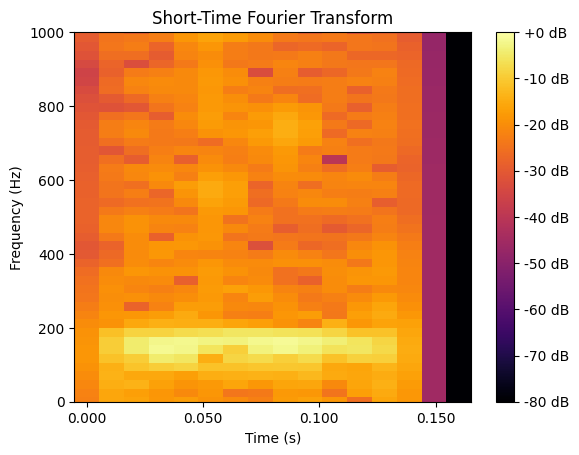 Short-Time Fourier Transform
Frequency (Hz)
1000
800
600
400
200
0
0.000
0.050
0.100
0.150
Time (s)
+0 dB
-10 dB
-20 dB
-30 dB
-40 dB
-50 dB
-60 dB
-70 dB
-80 dB